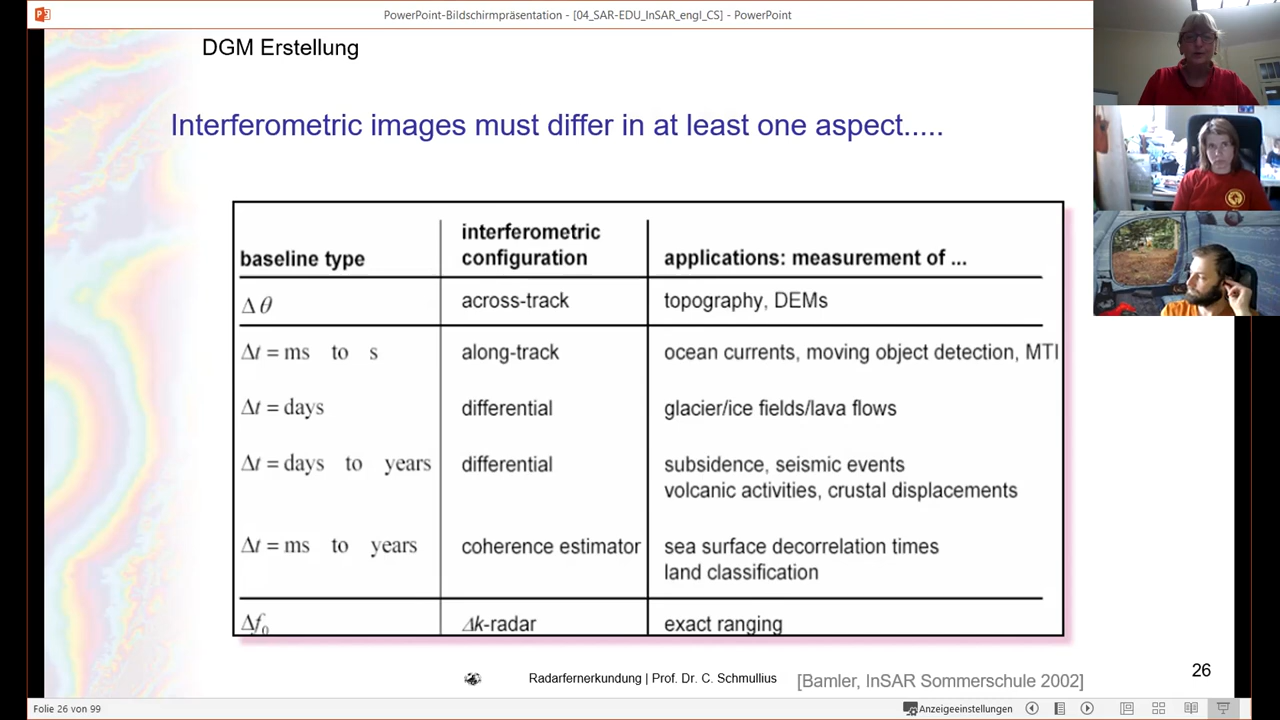 PowerPoint-Bildschirmpräsentation - [04_SAR-EDU_InSAR_engl_CS] - PowerPoint
DGM Erstellung
Interferometric images must differ in at least one aspect.....
baseline type interferometric configuration applications: measurement of ...
Δθ across-track topography, DEMs
Δt = ms to s along-track ocean currents, moving object detection, MTI
Δt = days differential glacier/ice fields/lava flows
Δt = days to years differential subsidence, seismic events
volcanic activities, crustal displacements
Δt = ms to years coherence estimator sea surface decorrelation times
land classification
Δf₀ Δk-radar exact ranging
Radarfernerkundung | Prof. Dr. C. Schmullius
[Bamler, InSAR Sommerschule 2002]
26
Folie 26 von 99
Anzeigeeinstellungen